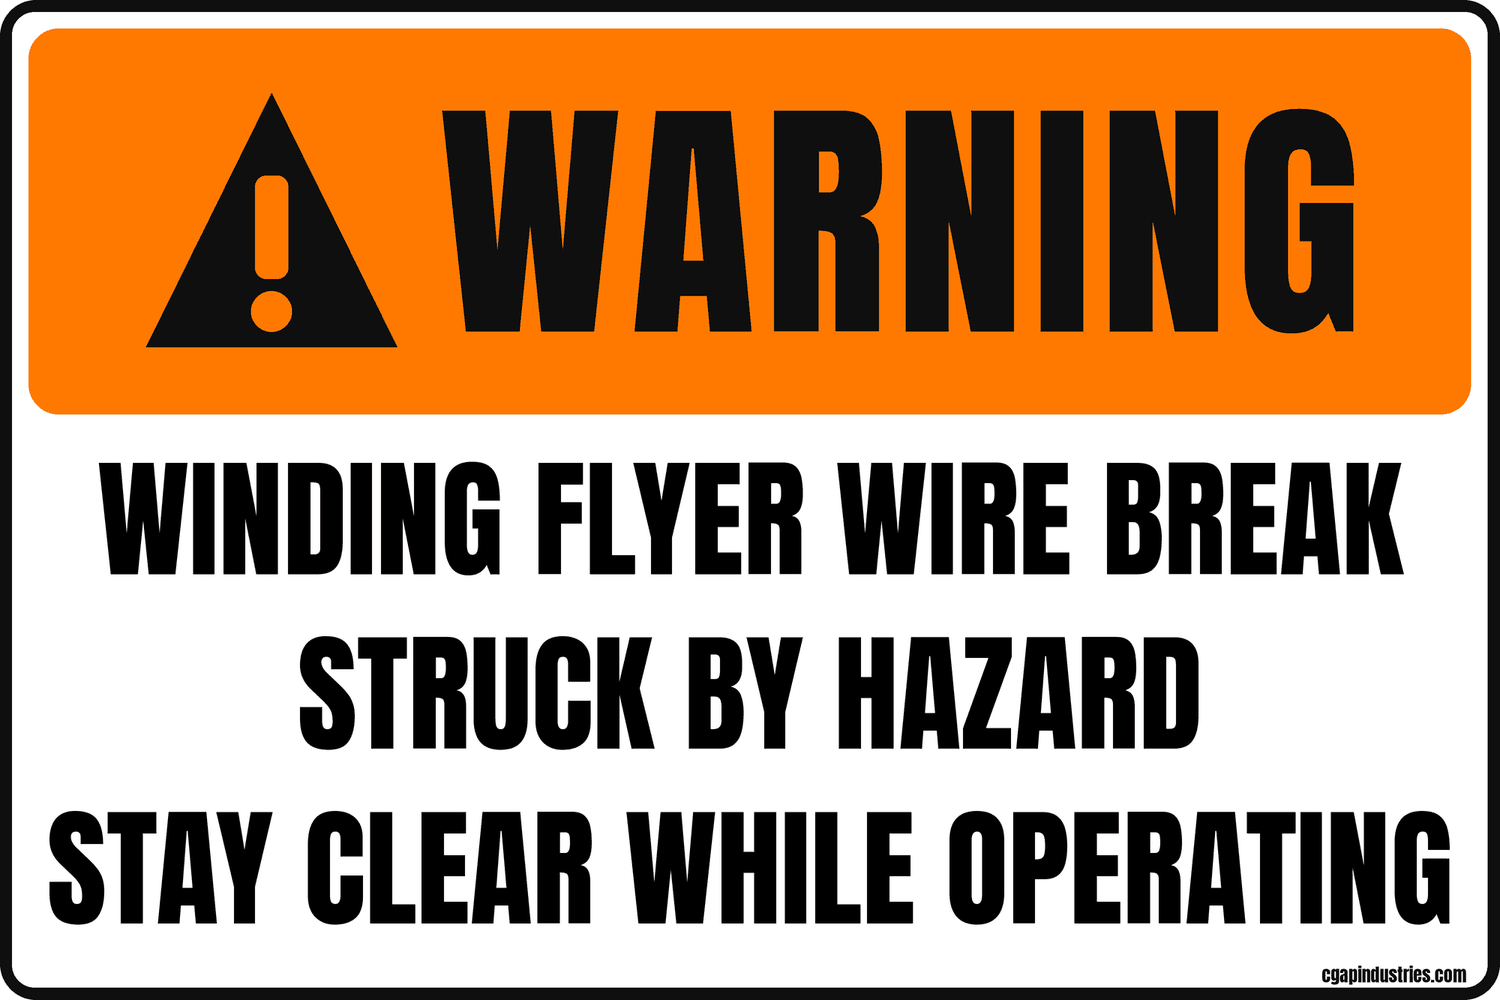 WARNING
WINDING FLYER WIRE BREAK
STRUCK BY HAZARD
STAY CLEAR WHILE OPERATING
cgapindustries.com